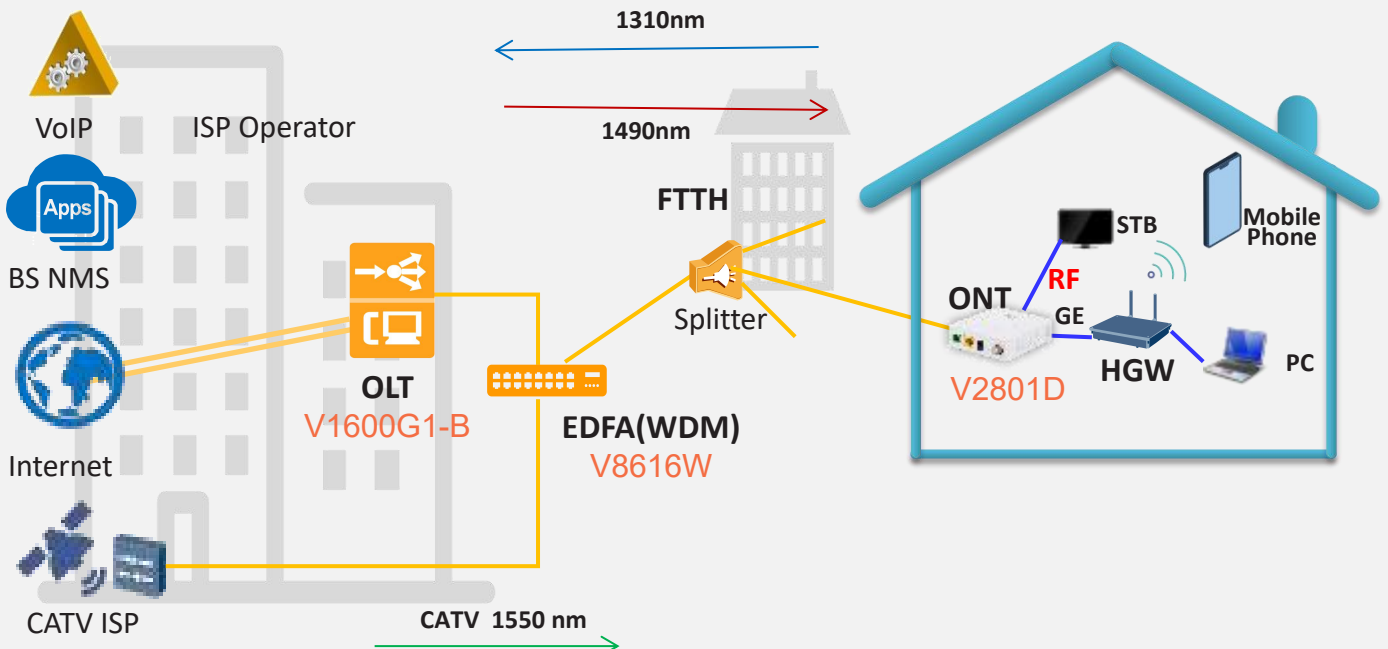 1310nm
VoIP
ISP Operator
1490nm
Apps
BS NMS
FTTH
STB
Mobile
Phone
RF
ONT
GE
Splitter
HGW
PC
V2801D
OLT
V1600G1-B
EDFA(WDM)
V8616W
Internet
CATV ISP
CATV 1550 nm